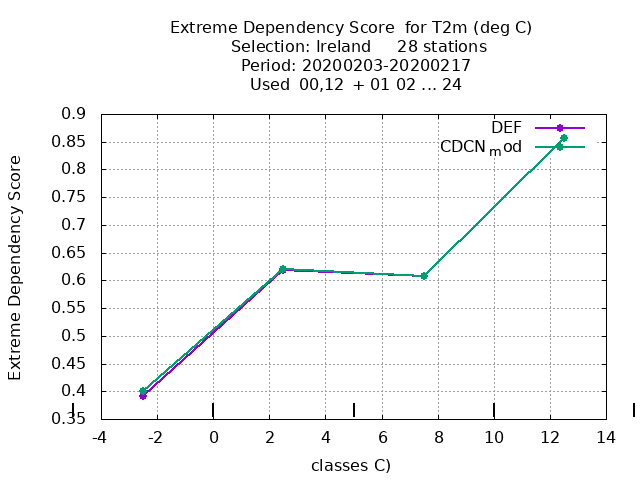 Extreme Dependency Score  for T2m (deg C)
Selection: Ireland     28 stations
Period: 20200203-20200217
Used  00,12  + 01 02 ... 24
Extreme Dependency Score
0.9
0.85
0.8
0.75
0.7
0.65
0.6
0.55
0.5
0.45
0.4
0.35
DEF
CDCNmod
-4 -2 0 2 4 6 8 10 12 14
classes C)